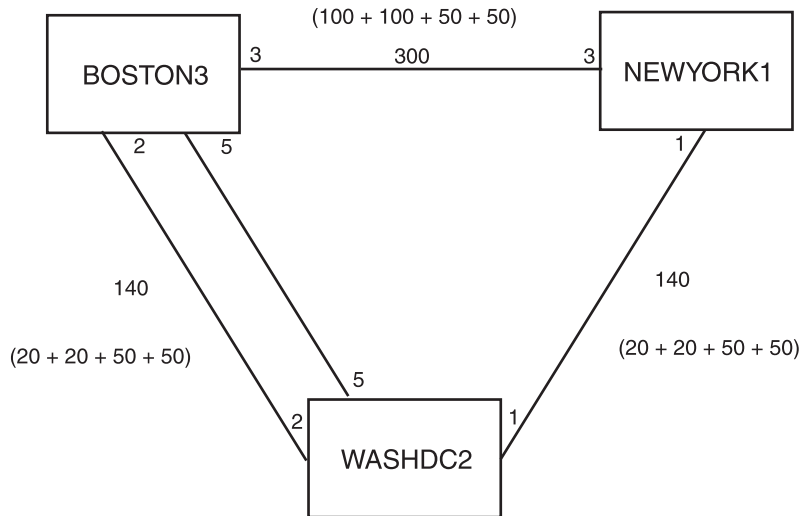 (100 + 100 + 50 + 50)
BOSTON3
3
300
3
NEWYORK1
2
5
1
140
140
(20 + 20 + 50 + 50)
(20 + 20 + 50 + 50)
5
2
1
WASHDC2